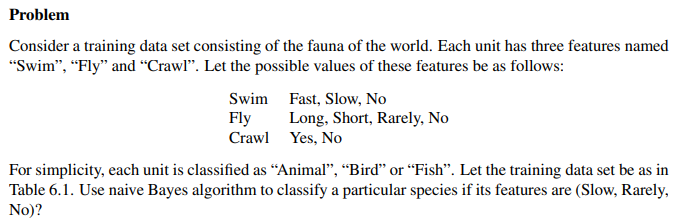 Problem
Consider a training data set consisting of the fauna of the world. Each unit has three features named
“Swim”, “Fly” and “Crawl”. Let the possible values of these features be as follows:
Swim Fast, Slow, No
Fly Long, Short, Rarely, No
Crawl Yes, No
For simplicity, each unit is classified as “Animal”, “Bird” or “Fish”. Let the training data set be as in
Table 6.1. Use naive Bayes algorithm to classify a particular species if its features are (Slow, Rarely,
No)?